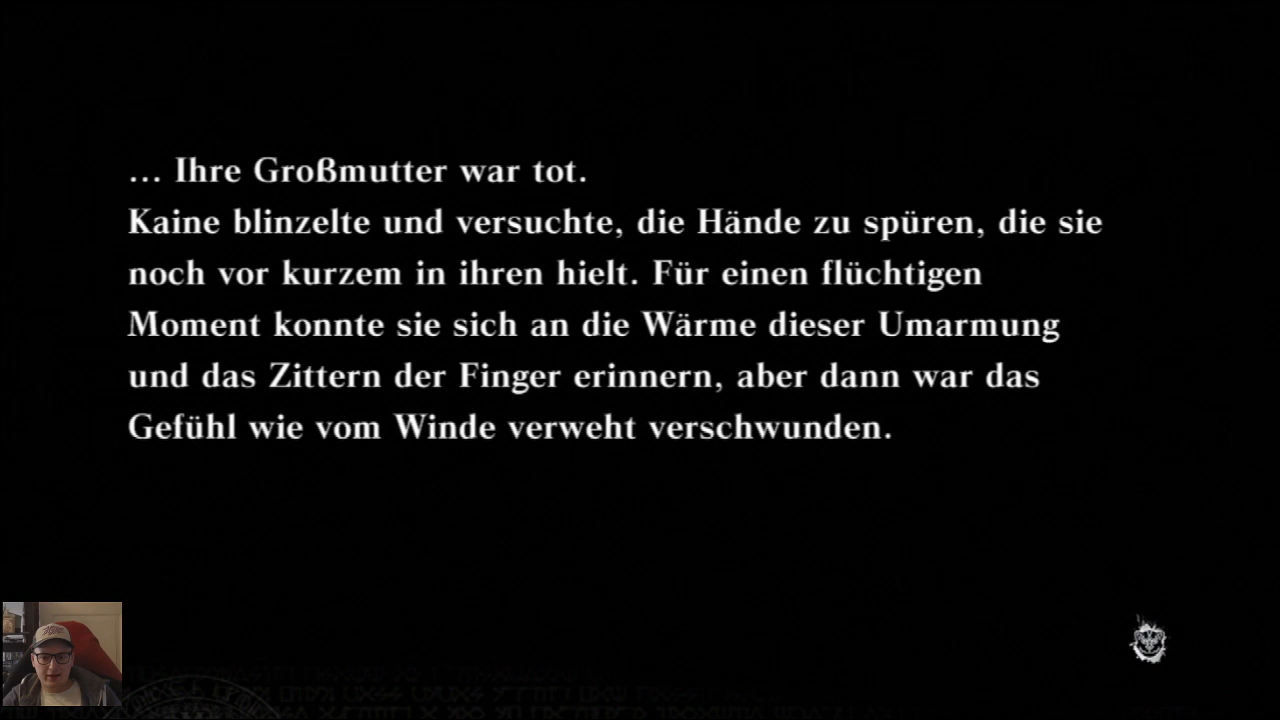 ... Ihre Großmutter war tot.
Kaine blinzelte und versuchte, die Hände zu spüren, die sie
noch vor kurzem in ihren hielt. Für einen flüchtigen
Moment konnte sie sich an die Wärme dieser Umarmung
und das Zittern der Finger erinnern, aber dann war das
Gefühl wie vom Winde verweht verschwunden.